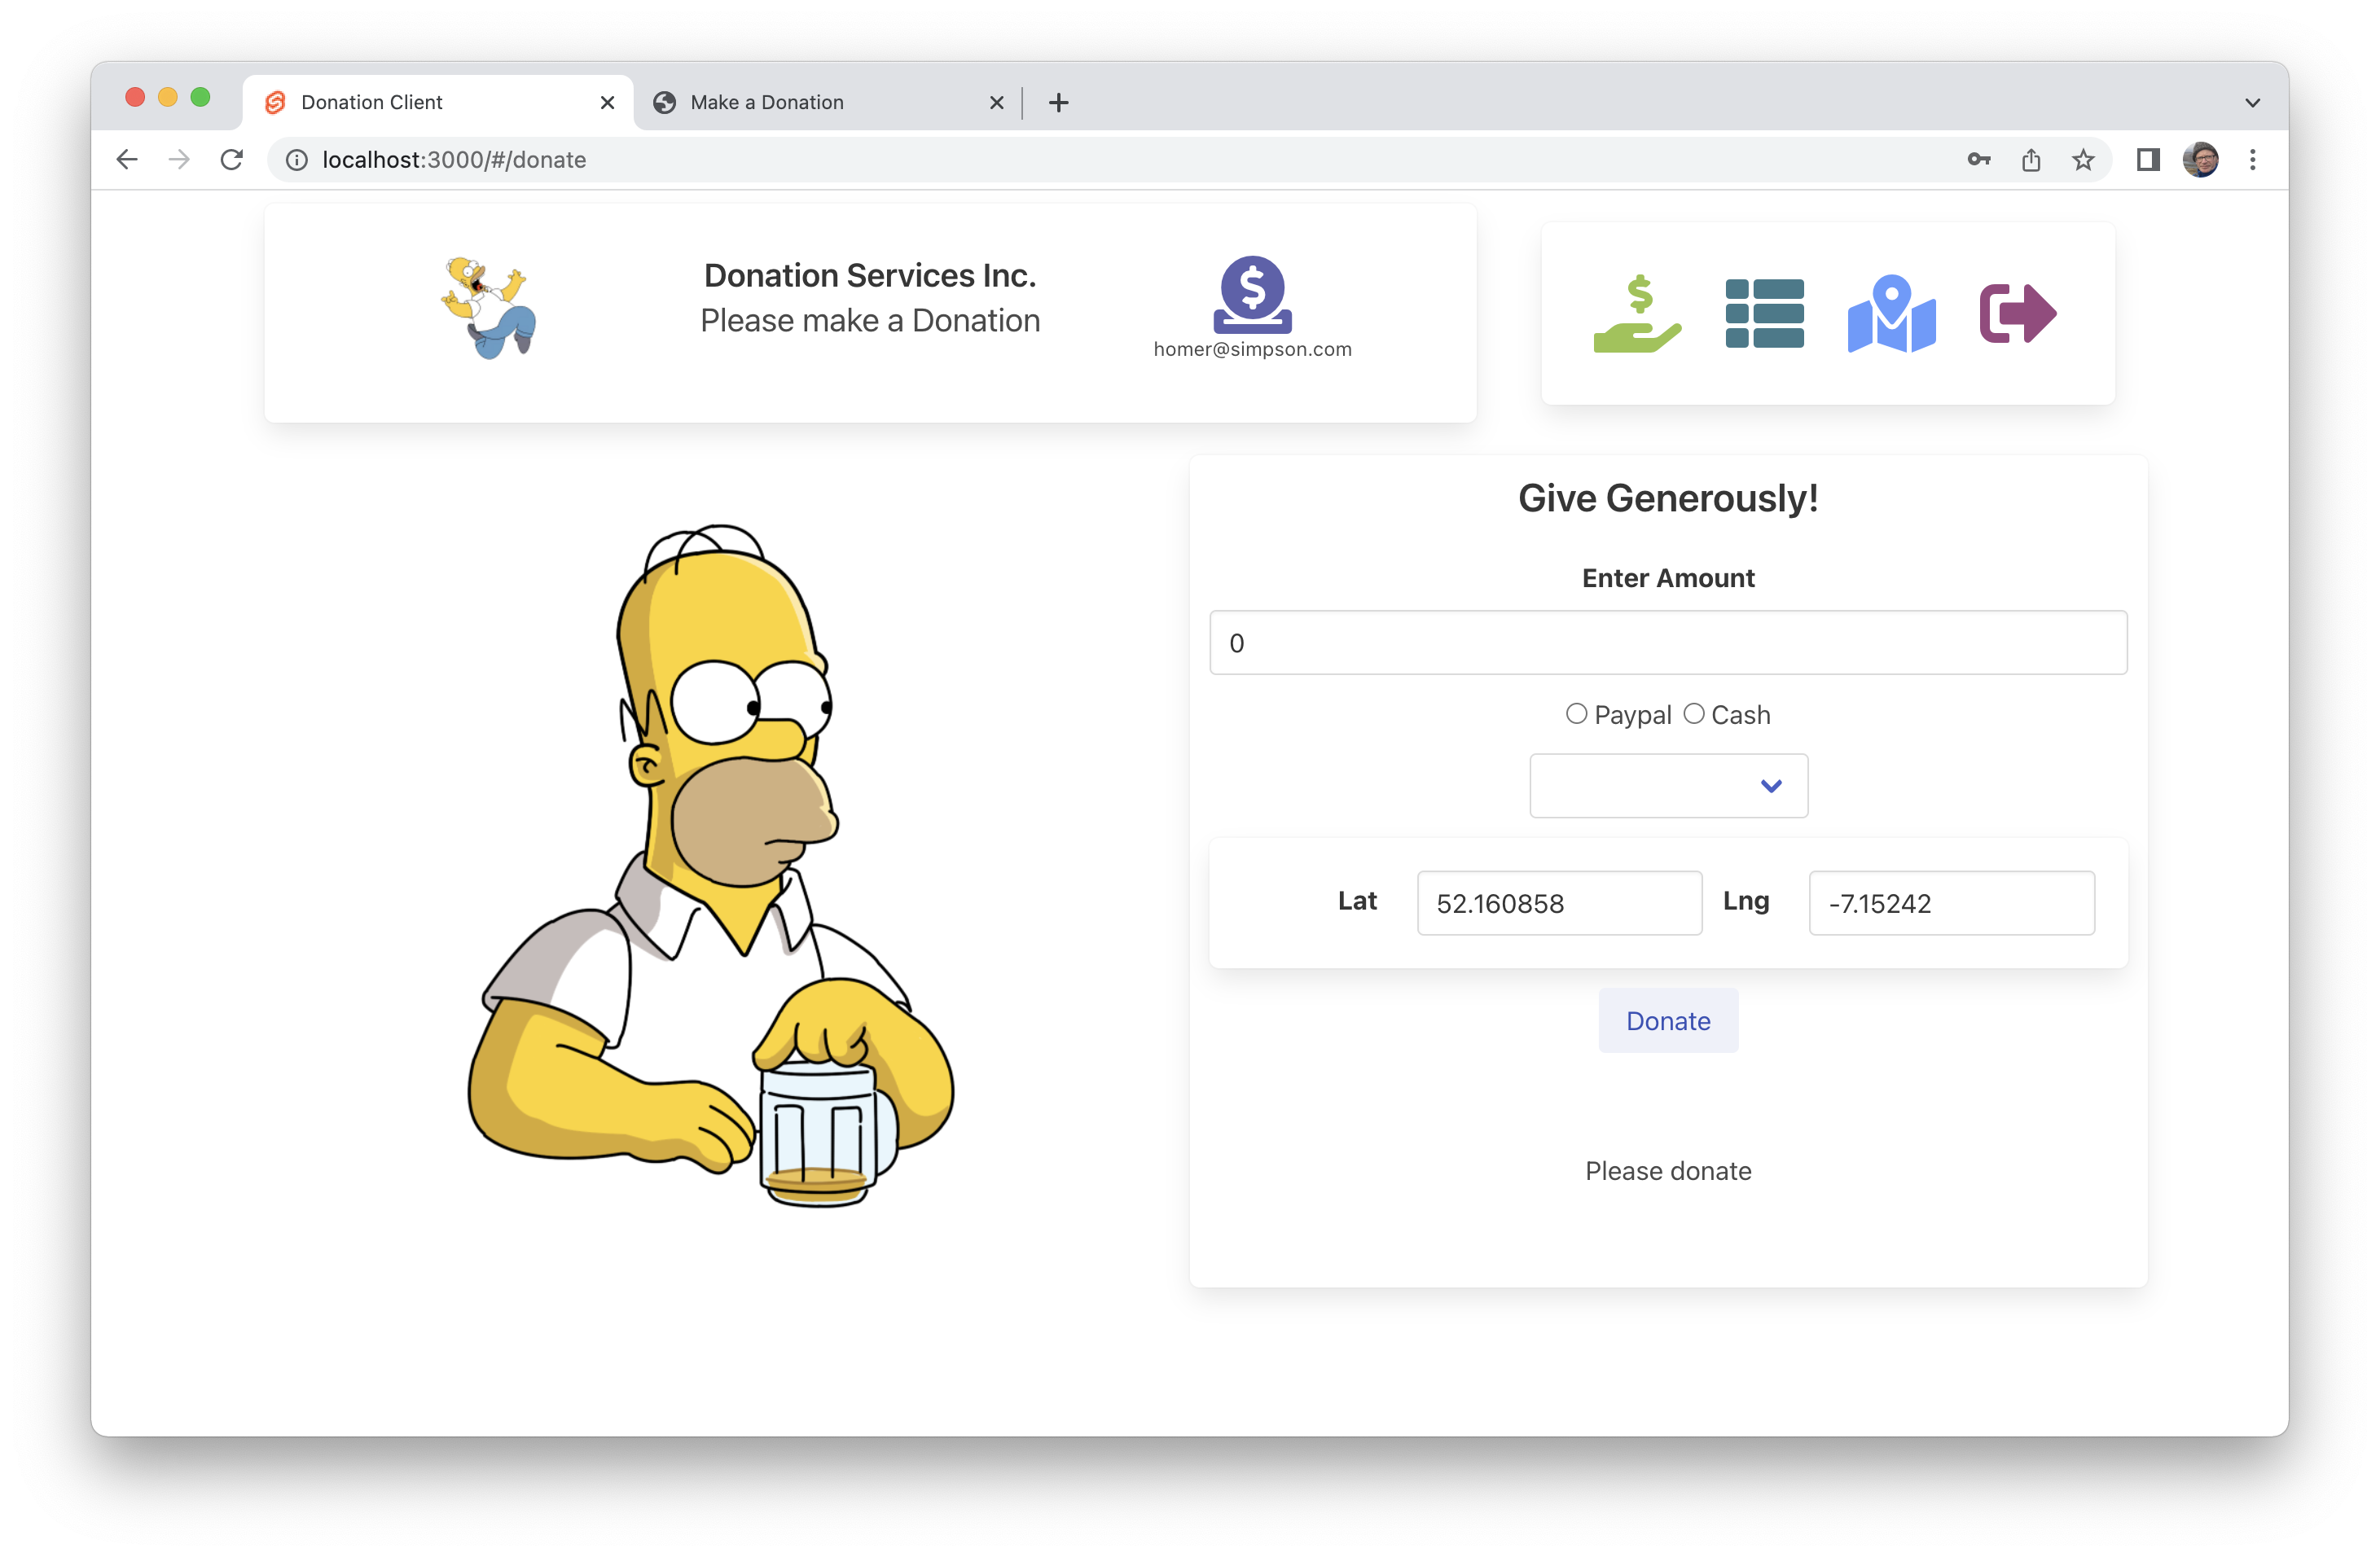 Donation Client
Make a Donation
localhost:3000/#/donate
Donation Services Inc.
Please make a Donation
homer@simpson.com
Give Generously!
Enter Amount
0
Paypal Cash
Lat 52.160858 Lng -7.15242
Donate
Please donate